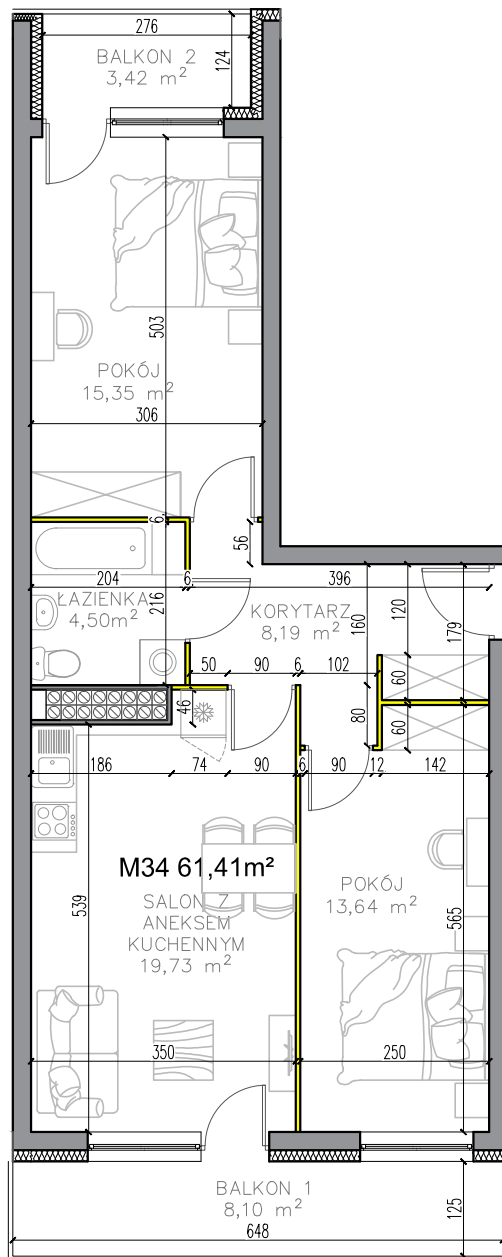 276
124
BALKON 2
3,42 m²
503
POKÓJ
15,35 m²
306
6
56
204
6
396
216
ŁAZIENKA
4,50m²
KORYTARZ
8,19 m²
160
120
179
50
90
6
102
60
46
80
60
186
74
90
6
90
12
142
M34 61,41m²
539
SALON Z
ANEKSEM
KUCHENNYM
19,73 m²
POKÓJ
13,64 m²
565
350
250
BALKON 1
8,10 m²
125
648